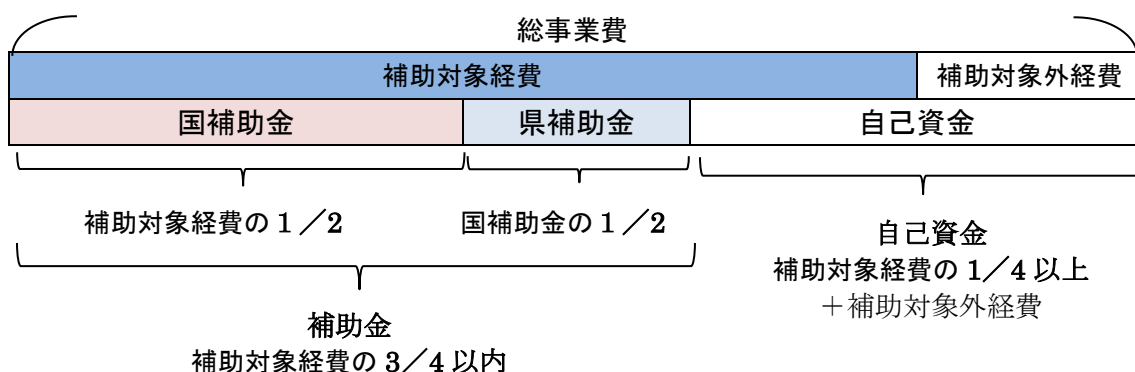 総事業費
補助対象経費 補助対象外経費
国補助金 県補助金 自己資金
補助対象経費の 1/2 国補助金の 1/2
自己資金
補助対象経費の 1/4 以上
+補助対象外経費
補助金
補助対象経費の 3/4 以内